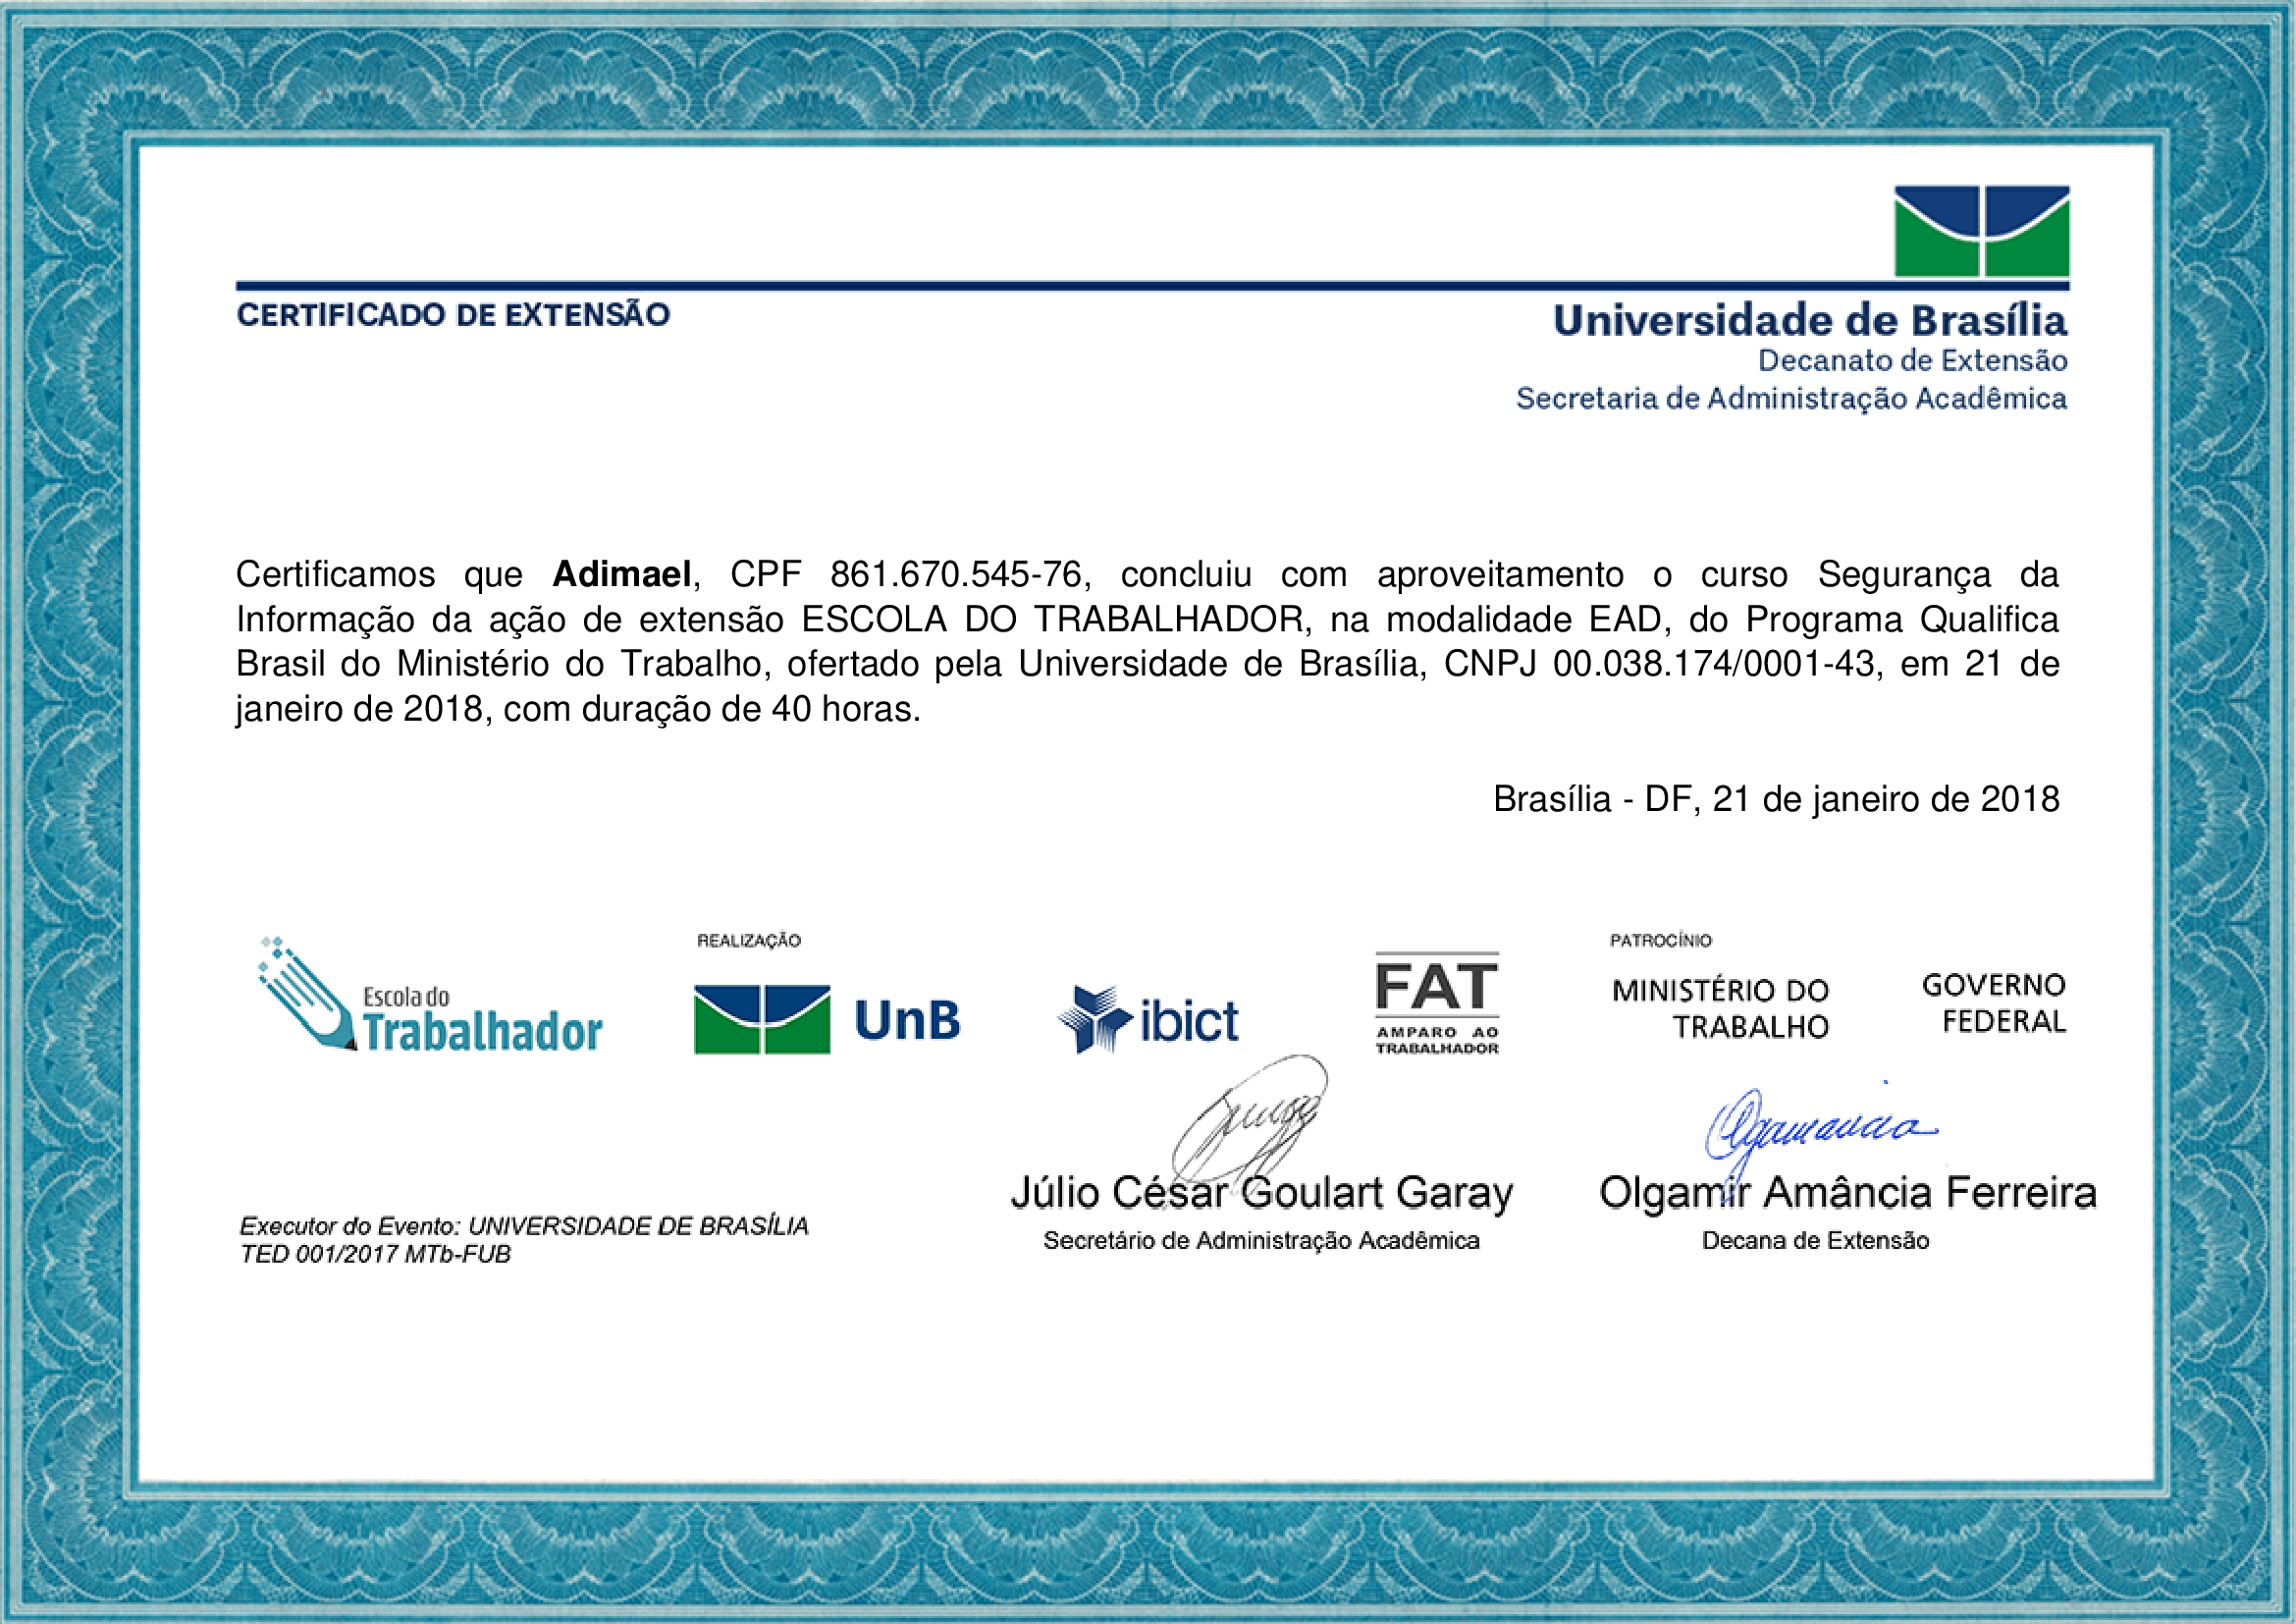 CERTIFICADO DE EXTENSÃO
Universidade de Brasília
Decanato de Extensão
Secretaria de Administração Acadêmica
Certificamos que Adimael, CPF 861.670.545-76, concluiu com aproveitamento o curso Segurança da
Informação da ação de extensão ESCOLA DO TRABALHADOR, na modalidade EAD, do Programa Qualifica
Brasil do Ministério do Trabalho, ofertado pela Universidade de Brasília, CNPJ 00.038.174/0001-43, em 21 de
janeiro de 2018, com duração de 40 horas.
Brasília - DF, 21 de janeiro de 2018
Escola do
Trabalhador
REALIZAÇÃO
UnB
ibict
FAT
AMPARO AO
TRABALHADOR
PATROCÍNIO
MINISTÉRIO DO
TRABALHO
GOVERNO
FEDERAL
Júlio César Goulart Garay
Secretário de Administração Acadêmica
Olgamir Amância Ferreira
Decana de Extensão
Executor do Evento: UNIVERSIDADE DE BRASÍLIA
TED 001/2017 MTb-FUB